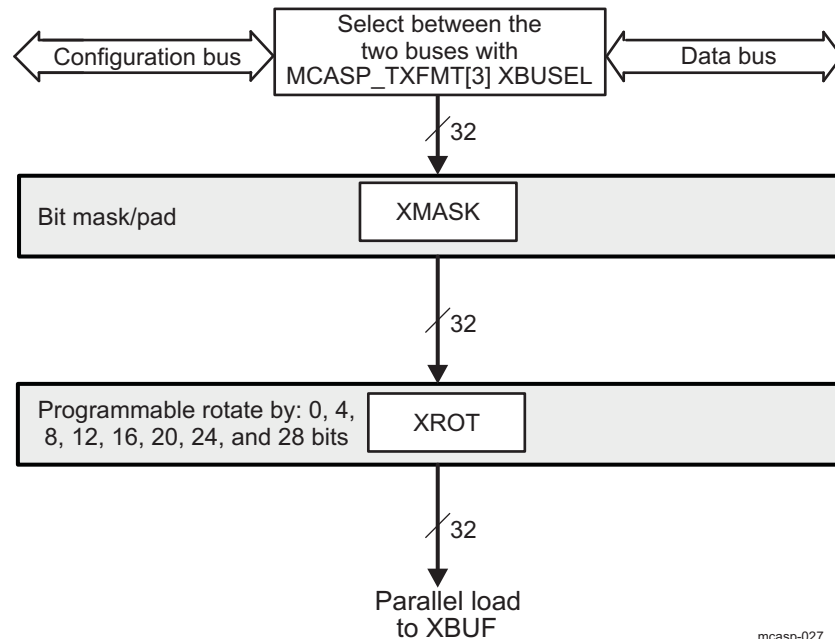 Select between the
two buses with
MCASP_TXFMT[3] XBUSEL
Configuration bus
Data bus
32
Bit mask/pad
XMASK
32
Programmable rotate by: 0, 4,
8, 12, 16, 20, 24, and 28 bits
XROT
32
Parallel load
to XBUF
mcasp-027